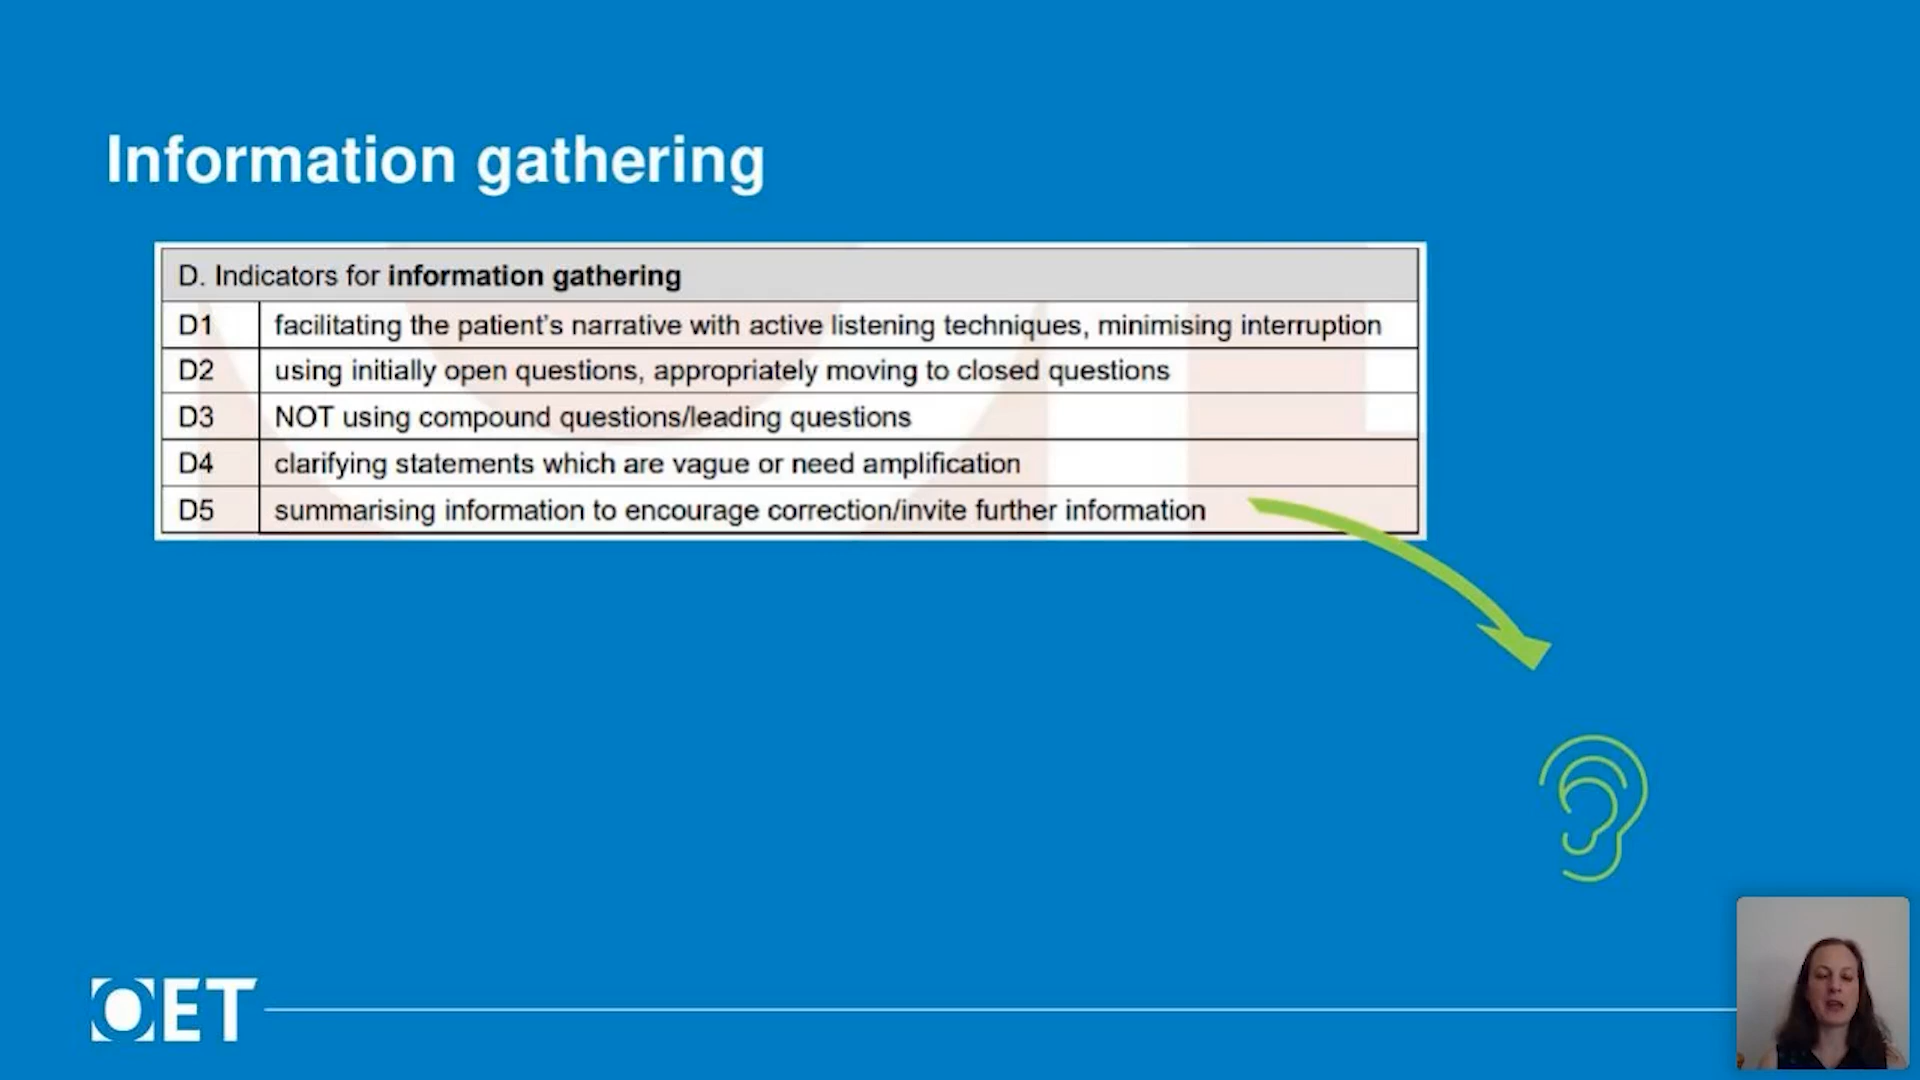 Information gathering
D. Indicators for information gathering
D1 facilitating the patient's narrative with active listening techniques, minimising interruption
D2 using initially open questions, appropriately moving to closed questions
D3 NOT using compound questions/leading questions
D4 clarifying statements which are vague or need amplification
D5 summarising information to encourage correction/invite further information
OET